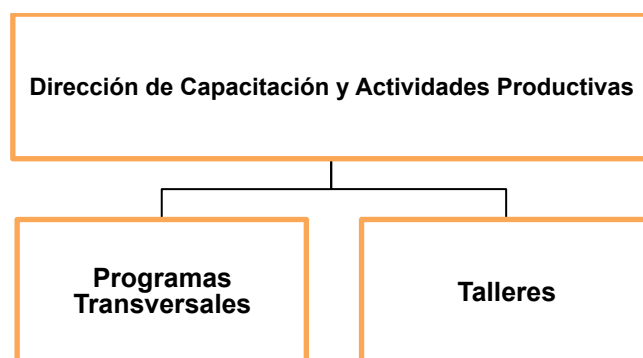 Dirección de Capacitación y Actividades Productivas
Programas
Transversales
Talleres